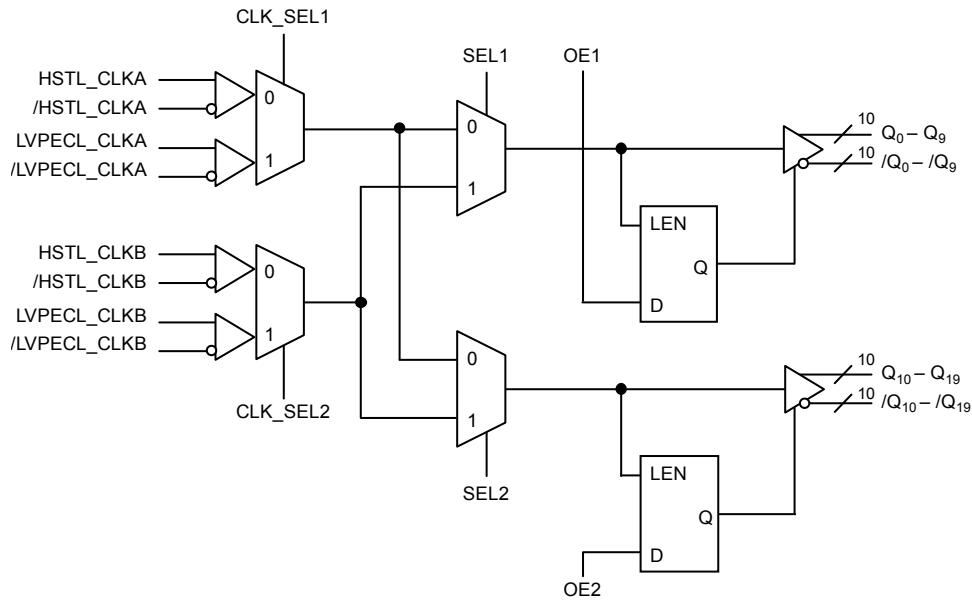 CLK_SEL1
HSTL_CLKA
/HSTL_CLKA
LVPECL_CLKA
/LVPECL_CLKA
0
1
SEL1
0
1
OE1
LEN
Q
D
10
Q0 – Q9
10
/Q0 – /Q9
HSTL_CLKB
/HSTL_CLKB
LVPECL_CLKB
/LVPECL_CLKB
0
1
CLK_SEL2
0
1
SEL2
LEN
Q
D
OE2
10
Q10 – Q19
10
/Q10 – /Q19